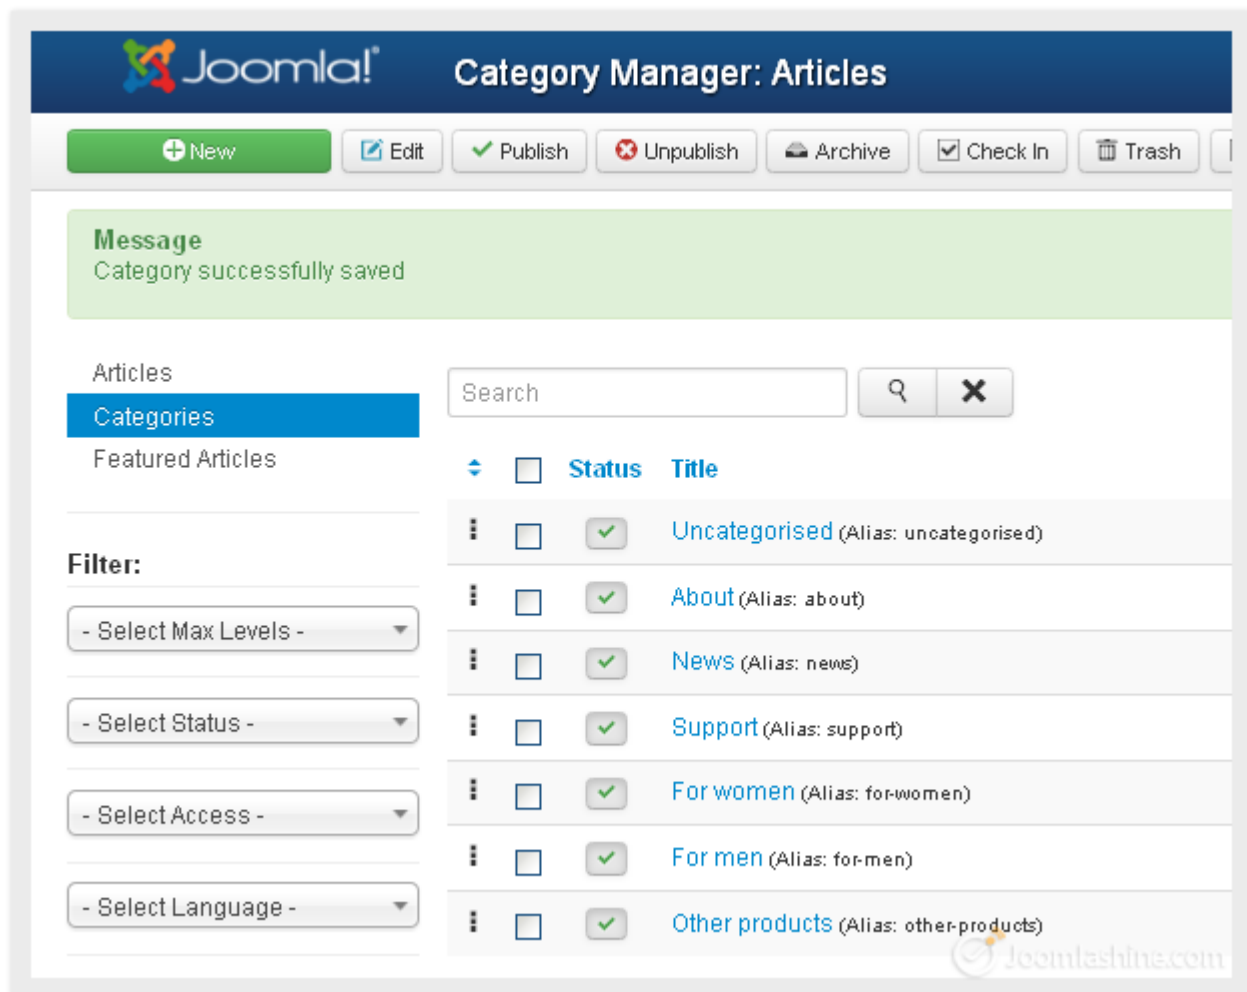 Joomla!® Category Manager: Articles
New Edit Publish Unpublish Archive Check In Trash
Message
Category successfully saved
Articles
Categories
Featured Articles
Filter:
- Select Max Levels -
- Select Status -
- Select Access -
- Select Language -
Search
Status Title
Uncategorised (Alias: uncategorised)
About (Alias: about)
News (Alias: news)
Support (Alias: support)
For women (Alias: for-women)
For men (Alias: for-men)
Other products (Alias: other-products)
Joomlashine.com